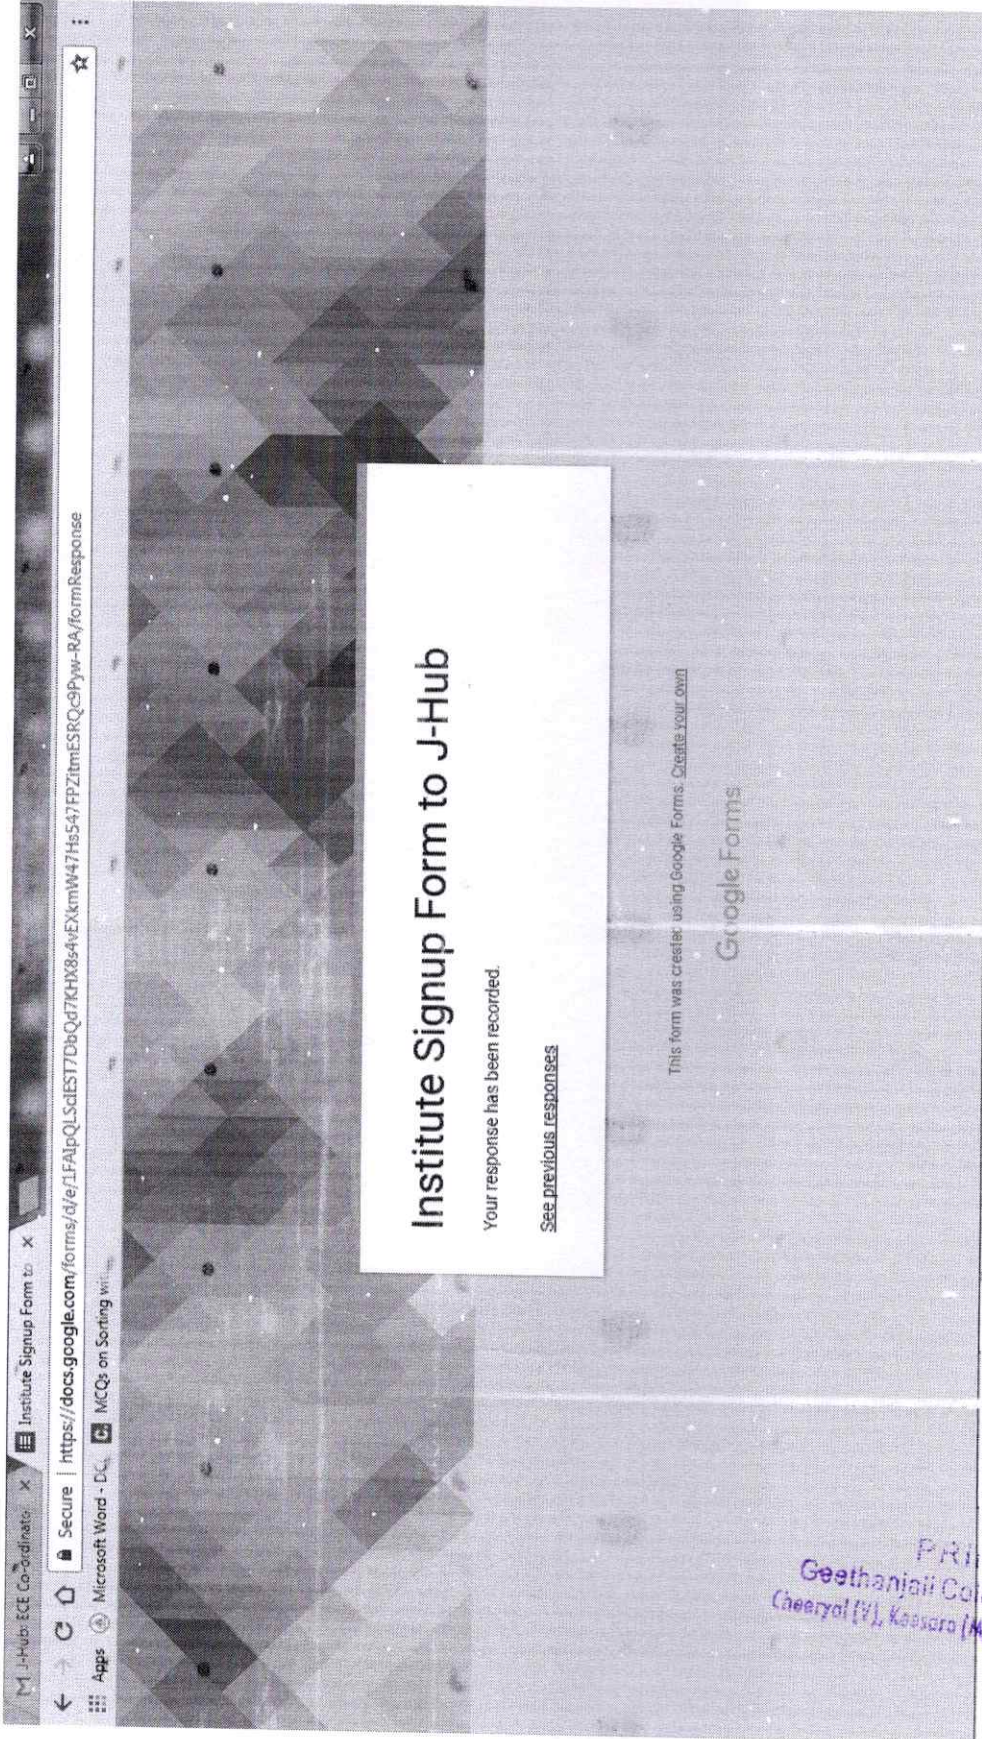 J-Hub: ECE Co-ordinato
Institute Signup Form to
Secure | https://docs.google.com/forms/d/e/1FAIpQLSdEST7DbQd7KHX8s4vEXkmW47Hs547FPZitmESRQc9Pyw-RA/formResponse
Apps Microsoft Word - DC MCQs on Sorting wit
Institute Signup Form to J-Hub
Your response has been recorded.
See previous responses
This form was created using Google Forms. Create your own
Google Forms
PRI
Geethanjali Col
Cheeryal (V), Keesara (M